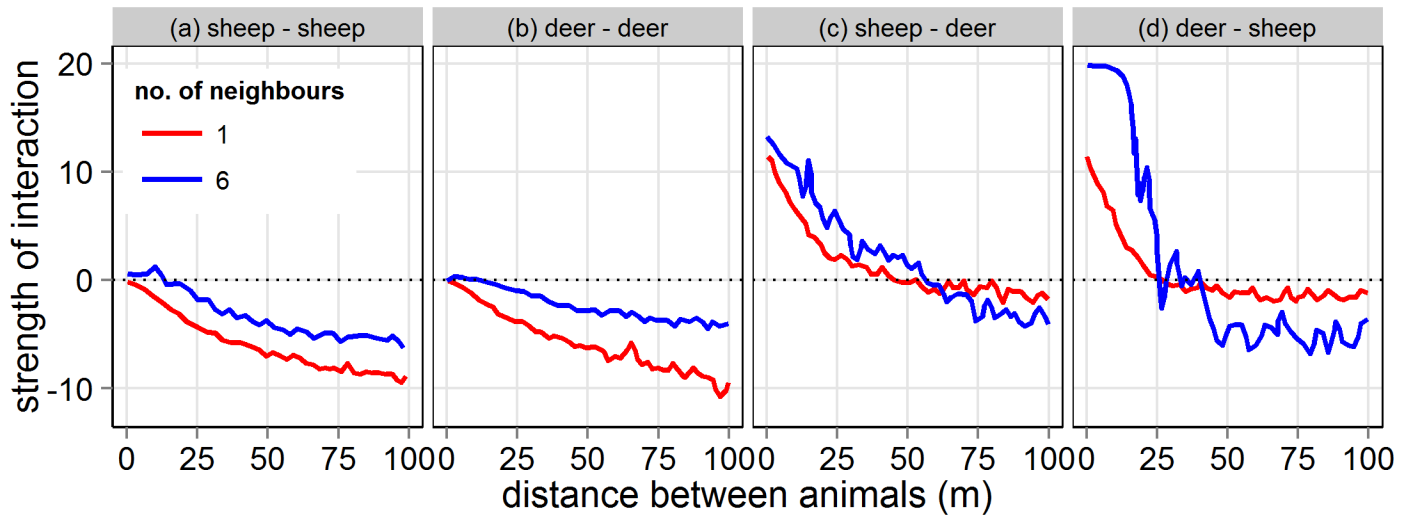 (a) sheep - sheep
(b) deer - deer
(c) sheep - deer
(d) deer - sheep
strength of interaction
20
10
0
-10
no. of neighbours
1
6
0 25 50 75 100
0 25 50 75 100
0 25 50 75 100
0 25 50 75 100
distance between animals (m)